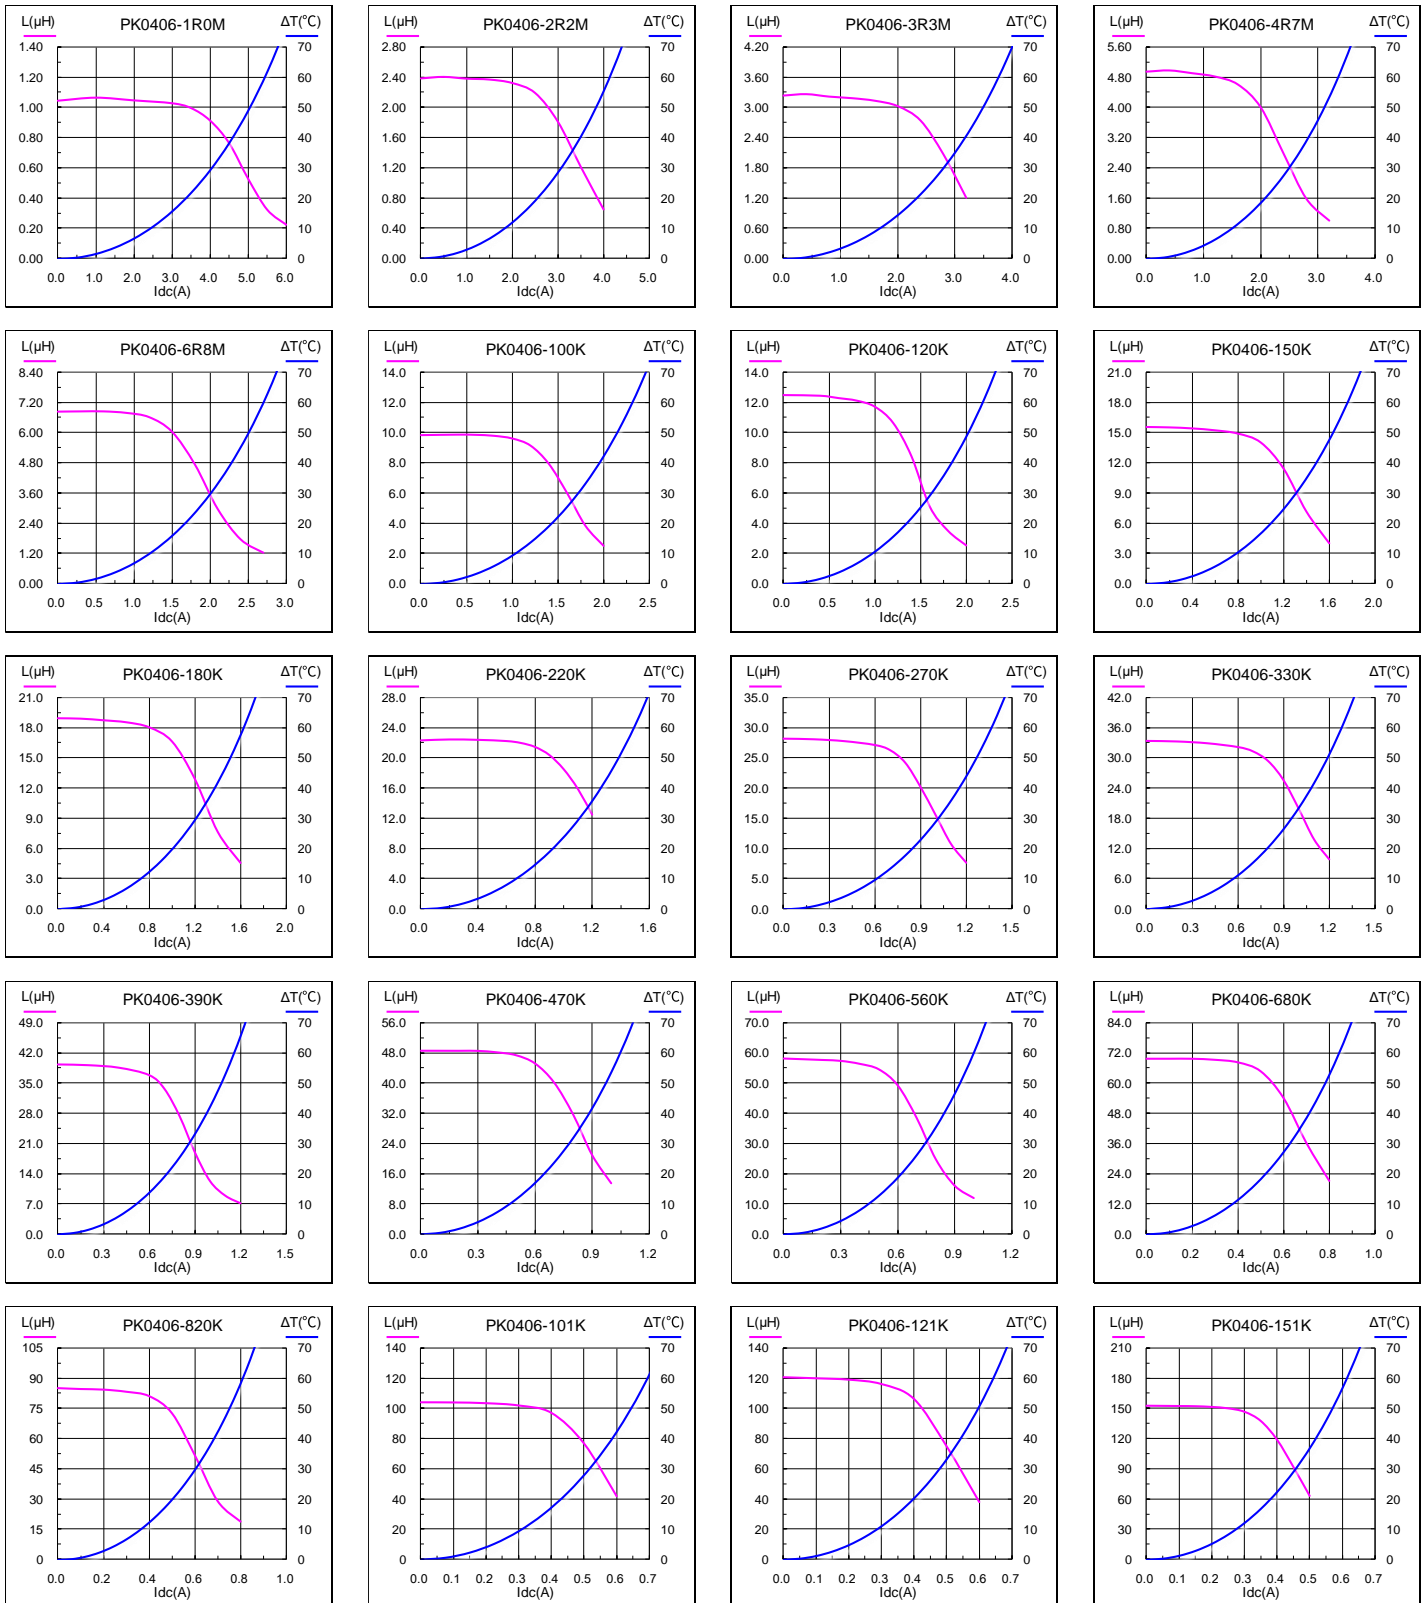 L(µH) PK0406-1R0M ΔT(℃)
1.40 70
1.20 60
1.00 50
0.80 40
0.60 30
0.40 20
0.20 10
0.00 0
0.0 1.0 2.0 3.0 4.0 5.0 6.0
Idc(A)
L(µH) PK0406-2R2M ΔT(℃)
2.80 70
2.40 60
2.00 50
1.60 40
1.20 30
0.80 20
0.40 10
0.00 0
0.0 1.0 2.0 3.0 4.0 5.0
Idc(A)
L(µH) PK0406-3R3M ΔT(℃)
4.20 70
3.60 60
3.00 50
2.40 40
1.80 30
1.20 20
0.60 10
0.00 0
0.0 1.0 2.0 3.0 4.0
Idc(A)
L(µH) PK0406-4R7M ΔT(℃)
5.60 70
4.80 60
4.00 50
3.20 40
2.40 30
1.60 20
0.80 10
0.00 0
0.0 1.0 2.0 3.0 4.0
Idc(A)
L(µH) PK0406-6R8M ΔT(℃)
8.40 70
7.20 60
6.00 50
4.80 40
3.60 30
2.40 20
1.20 10
0.00 0
0.0 0.5 1.0 1.5 2.0 2.5 3.0
Idc(A)
L(µH) PK0406-100K ΔT(℃)
14.0 70
12.0 60
10.0 50
8.0 40
6.0 30
4.0 20
2.0 10
0.0 0
0.0 0.5 1.0 1.5 2.0 2.5
Idc(A)
L(µH) PK0406-120K ΔT(℃)
14.0 70
12.0 60
10.0 50
8.0 40
6.0 30
4.0 20
2.0 10
0.0 0
0.0 0.5 1.0 1.5 2.0 2.5
Idc(A)
L(µH) PK0406-150K ΔT(℃)
21.0 70
18.0 60
15.0 50
12.0 40
9.0 30
6.0 20
3.0 10
0.0 0
0.0 0.4 0.8 1.2 1.6 2.0
Idc(A)
L(µH) PK0406-180K ΔT(℃)
21.0 70
18.0 60
15.0 50
12.0 40
9.0 30
6.0 20
3.0 10
0.0 0
0.0 0.4 0.8 1.2 1.6 2.0
Idc(A)
L(µH) PK0406-220K ΔT(℃)
28.0 70
24.0 60
20.0 50
16.0 40
12.0 30
8.0 20
4.0 10
0.0 0
0.0 0.4 0.8 1.2 1.6
Idc(A)
L(µH) PK0406-270K ΔT(℃)
35.0 70
30.0 60
25.0 50
20.0 40
15.0 30
10.0 20
5.0 10
0.0 0
0.0 0.3 0.6 0.9 1.2 1.5
Idc(A)
L(µH) PK0406-330K ΔT(℃)
42.0 70
36.0 60
30.0 50
24.0 40
18.0 30
12.0 20
6.0 10
0.0 0
0.0 0.3 0.6 0.9 1.2 1.5
Idc(A)
L(µH) PK0406-390K ΔT(℃)
49.0 70
42.0 60
35.0 50
28.0 40
21.0 30
14.0 20
7.0 10
0.0 0
0.0 0.3 0.6 0.9 1.2 1.5
Idc(A)
L(µH) PK0406-470K ΔT(℃)
56.0 70
48.0 60
40.0 50
32.0 40
24.0 30
16.0 20
8.0 10
0.0 0
0.0 0.3 0.6 0.9 1.2
Idc(A)
L(µH) PK0406-560K ΔT(℃)
70.0 70
60.0 60
50.0 50
40.0 40
30.0 30
20.0 20
10.0 10
0.0 0
0.0 0.3 0.6 0.9 1.2
Idc(A)
L(µH) PK0406-680K ΔT(℃)
84.0 70
72.0 60
60.0 50
48.0 40
36.0 30
24.0 20
12.0 10
0.0 0
0.0 0.2 0.4 0.6 0.8 1.0
Idc(A)
L(µH) PK0406-820K ΔT(℃)
105 70
90 60
75 50
60 40
45 30
30 20
15 10
0 0
0.0 0.2 0.4 0.6 0.8 1.0
Idc(A)
L(µH) PK0406-101K ΔT(℃)
140 70
120 60
100 50
80 40
60 30
40 20
20 10
0 0
0.0 0.1 0.2 0.3 0.4 0.5 0.6 0.7
Idc(A)
L(µH) PK0406-121K ΔT(℃)
140 70
120 60
100 50
80 40
60 30
40 20
20 10
0 0
0.0 0.1 0.2 0.3 0.4 0.5 0.6 0.7
Idc(A)
L(µH) PK0406-151K ΔT(℃)
210 70
180 60
150 50
120 40
90 30
60 20
30 10
0 0
0.0 0.1 0.2 0.3 0.4 0.5 0.6 0.7
Idc(A)